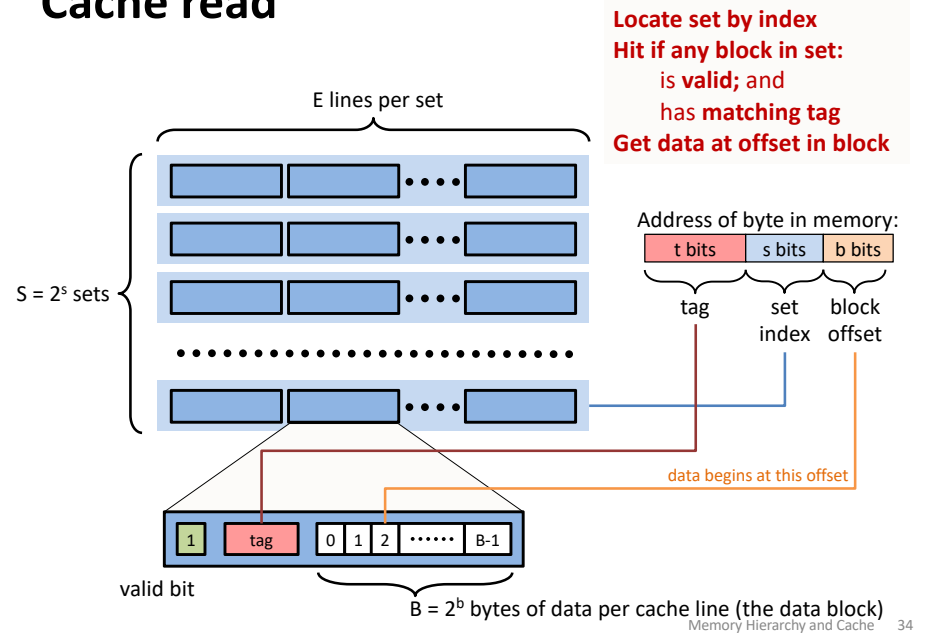 Cache read
Locate set by index
Hit if any block in set:
is valid; and
has matching tag
Get data at offset in block
E lines per set
S = 2ˢ sets
Address of byte in memory:
t bits s bits b bits
tag set block
index offset
data begins at this offset
1 tag 0 1 2 •••••• B-1
valid bit
B = 2ᵇ bytes of data per cache line (the data block)
Memory Hierarchy and Cache 34